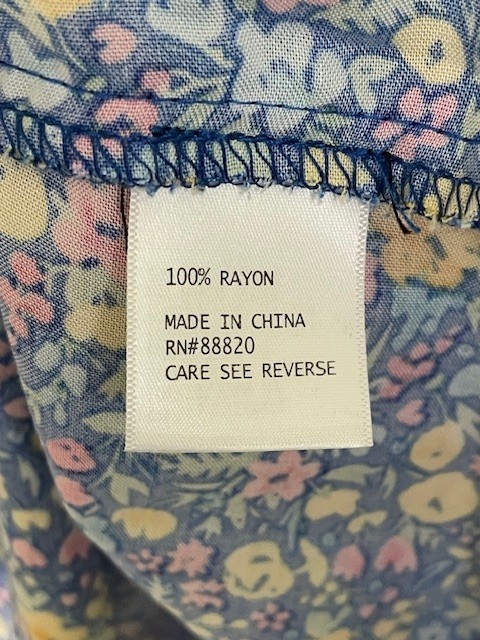 100% RAYON
MADE IN CHINA
RN#88820
CARE SEE REVERSE